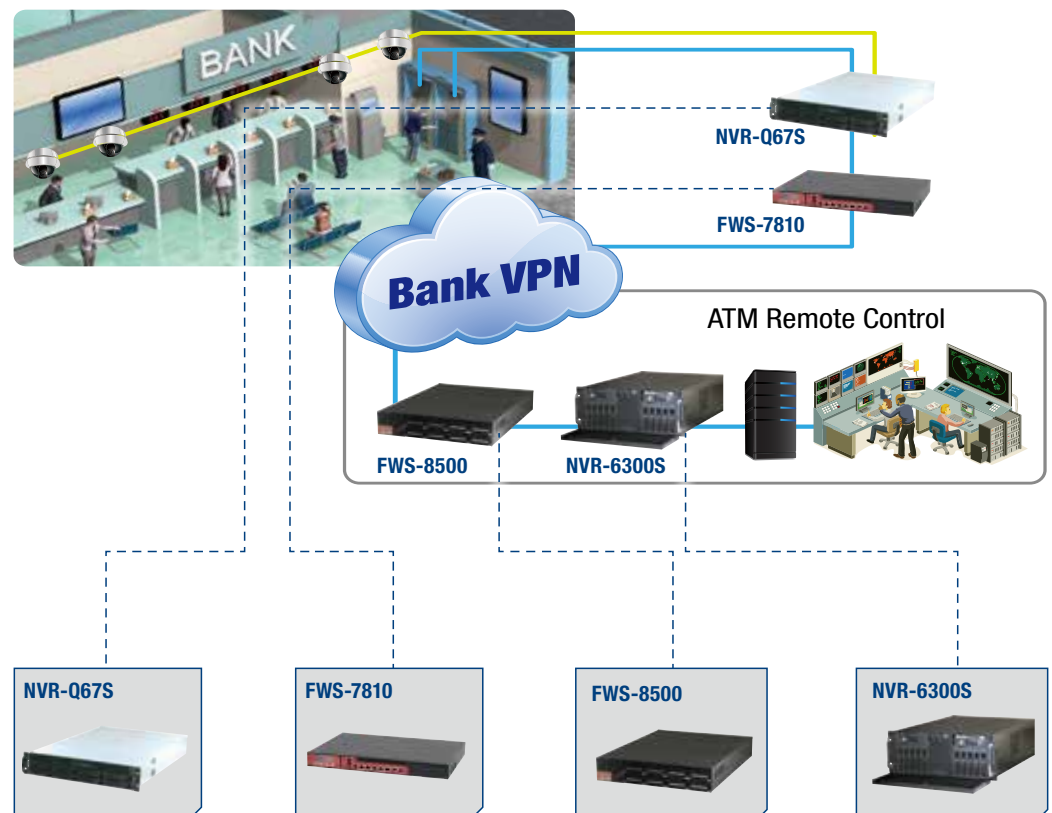 BANK
NVR-Q67S
FWS-7810
Bank VPN
ATM Remote Control
FWS-8500
NVR-6300S
NVR-Q67S
FWS-7810
FWS-8500
NVR-6300S